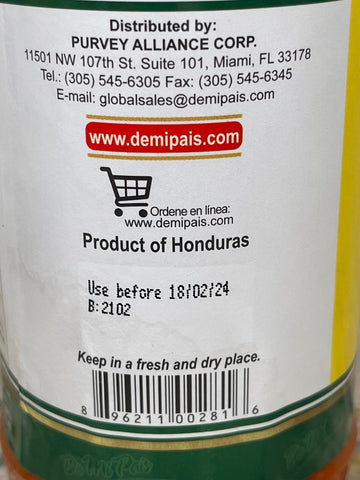 Distributed by:
PURVEY ALLIANCE CORP.
11501 NW 107th St. Suite 101, Miami, FL 33178
Tel.: (305) 545-6305 Fax: (305) 545-6345
E-mail: globalsales@demipais.com
www.demipais.com
Ordene en línea:
www.demipais.com
Product of Honduras
Use before 18/02/24
B:2102
Keep in a fresh and dry place.
8 96211 00281 6